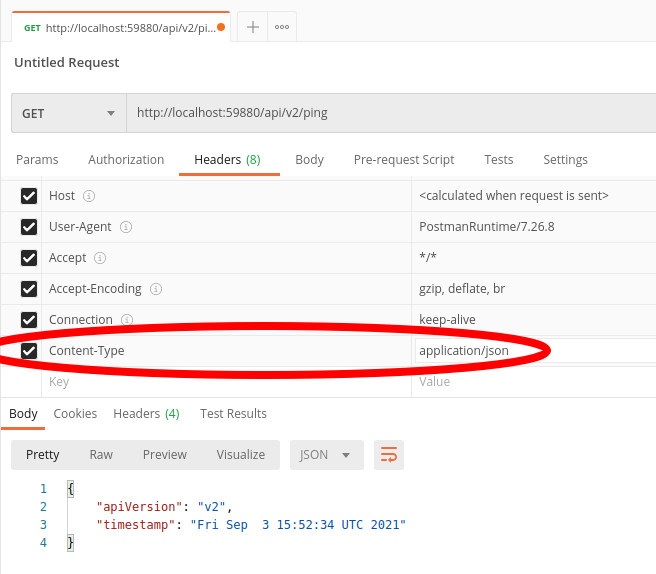 GET http://localhost:59880/api/v2/pi...
Untitled Request
GET http://localhost:59880/api/v2/ping
Params Authorization Headers (8) Body Pre-request Script Tests Settings
Host <calculated when request is sent>
User-Agent PostmanRuntime/7.26.8
Accept */*
Accept-Encoding gzip, deflate, br
Connection keep-alive
Content-Type application/json
Key Value
Body Cookies Headers (4) Test Results
Pretty Raw Preview Visualize JSON
1 {
2 "apiVersion": "v2",
3 "timestamp": "Fri Sep  3 15:52:34 UTC 2021"
4 }